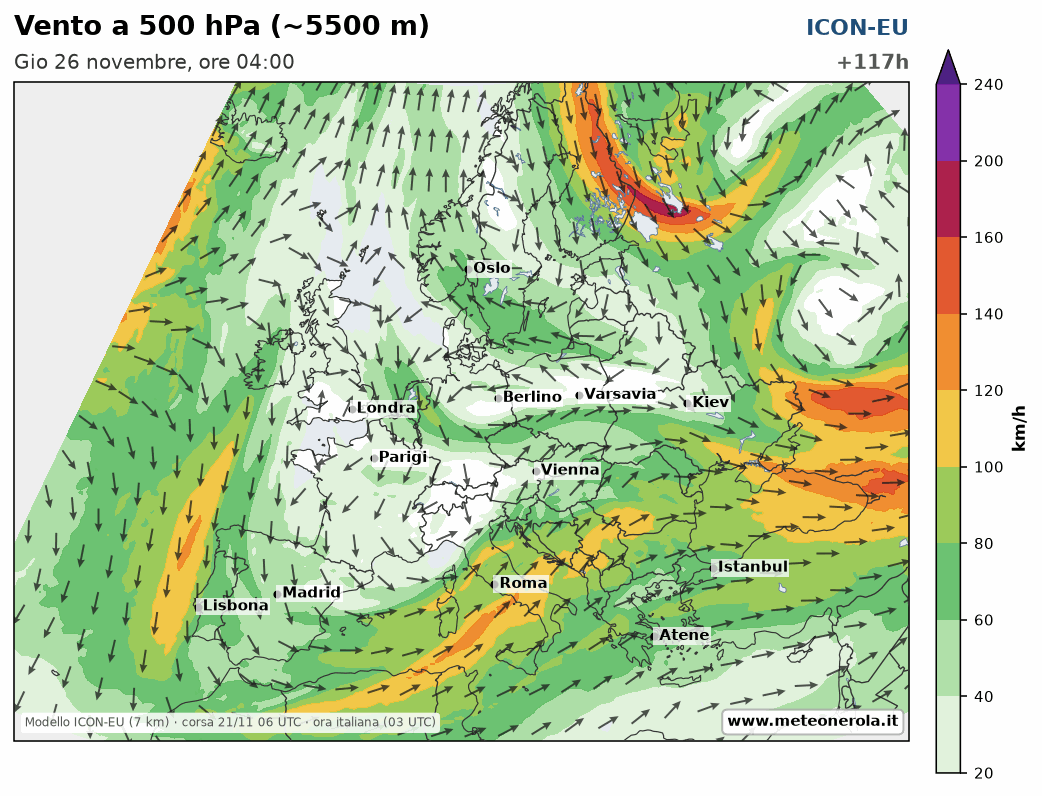 Vento a 500 hPa (~5500 m)
ICON-EU
Gio 26 novembre, ore 04:00
+117h
240
200
160
140
120
100
80
60
40
20
km/h
Oslo
Londra
Berlino
Varsavia
Kiev
Parigi
Vienna
Istanbul
Roma
Madrid
Lisbona
Atene
Modello ICON-EU (7 km) · corsa 21/11 06 UTC · ora italiana (03 UTC)
www.meteonerola.it